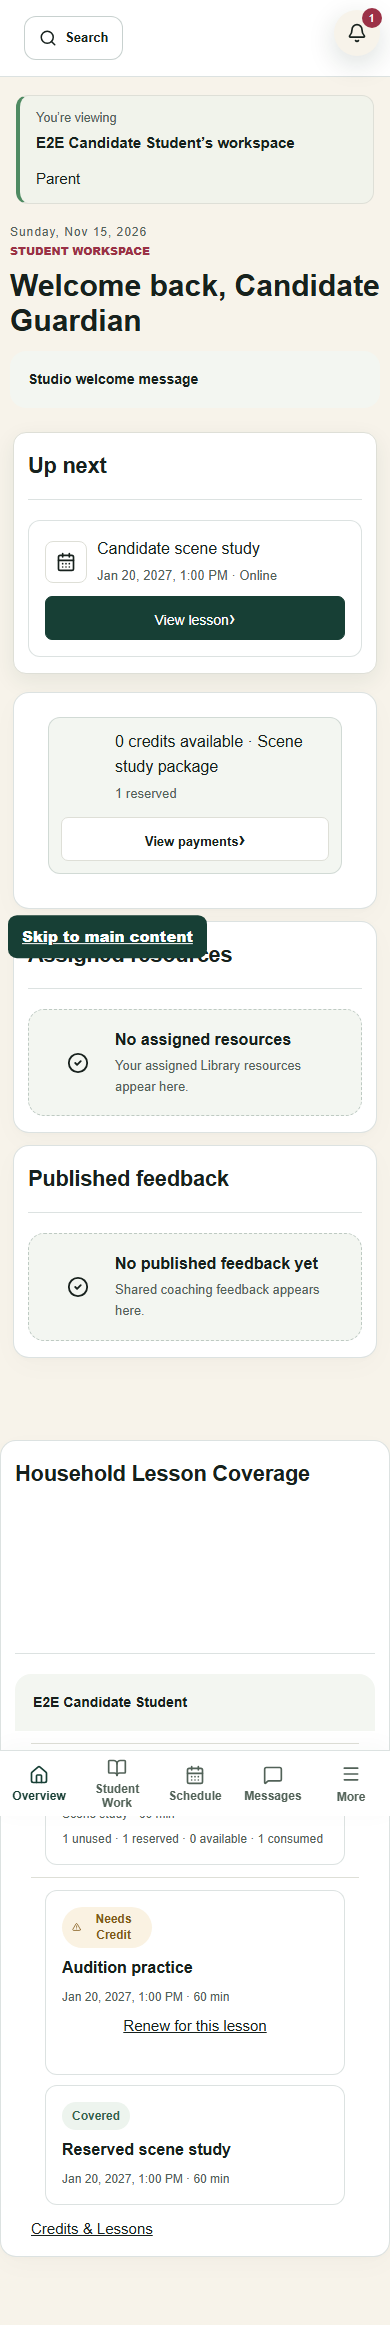 Search
1
You're viewing
E2E Candidate Student's workspace
Parent
Sunday, Nov 15, 2026
STUDENT WORKSPACE
Welcome back, Candidate
Guardian
Studio welcome message
Up next
Candidate scene study
Jan 20, 2027, 1:00 PM · Online
View lesson›
0 credits available · Scene
study package
1 reserved
View payments›
Skip to main content
Assigned resources
No assigned resources
Your assigned Library resources
appear here.
Published feedback
No published feedback yet
Shared coaching feedback appears
here.
Household Lesson Coverage
E2E Candidate Student
Overview
Student
Work
Schedule
Messages
More
1 unused · 1 reserved · 0 available · 1 consumed
Needs
Credit
Audition practice
Jan 20, 2027, 1:00 PM · 60 min
Renew for this lesson
Covered
Reserved scene study
Jan 20, 2027, 1:00 PM · 60 min
Credits & Lessons